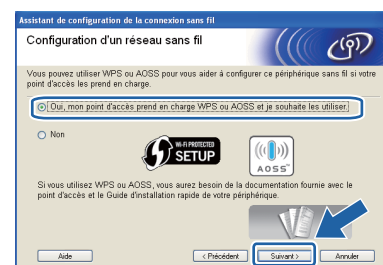 Assistant de configuration de la connexion sans fil
Configuration d'un réseau sans fil
Vous pouvez utiliser WPS ou AOSS pour vous aider à configurer ce périphérique sans fil si votre
point d'accès les prend en charge.
Oui, mon point d'accès prend en charge WPS ou AOSS et je souhaite les utiliser.
Non
WI-FI PROTECTED
SETUP
AOSS™
Si vous utilisez WPS ou AOSS, vous aurez besoin de la documentation fournie avec le
point d'accès et le Guide d'installation rapide de votre périphérique.
Aide
< Précédent
Suivant >
Annuler